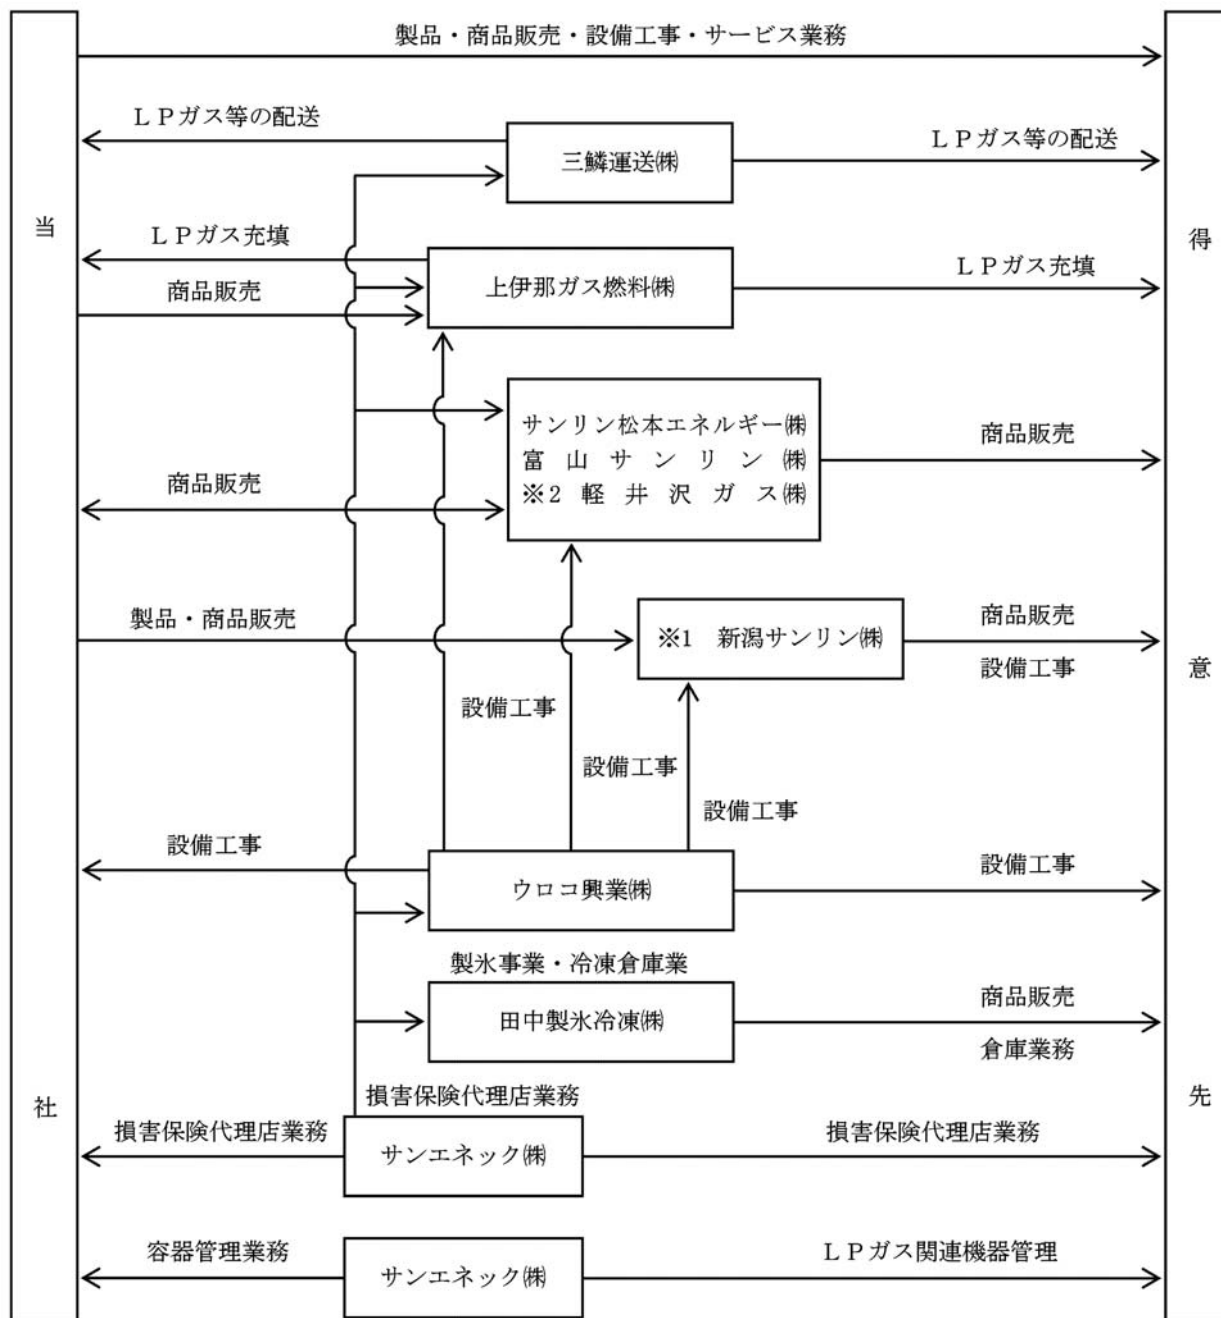 製品・商品販売・設備工事・サービス業務
ＬＰガス等の配送
三鱗運送㈱
ＬＰガス等の配送
当
得
ＬＰガス充填
上伊那ガス燃料㈱
ＬＰガス充填
商品販売
サンリン松本エネルギー㈱
富山サンリン㈱
※2 軽井沢ガス㈱
商品販売
商品販売
製品・商品販売
※1　新潟サンリン㈱
商品販売
設備工事
意
設備工事
設備工事
設備工事
設備工事
ウロコ興業㈱
設備工事
製氷事業・冷凍倉庫業
田中製氷冷凍㈱
商品販売
倉庫業務
社
先
損害保険代理店業務
損害保険代理店業務
サンエネック㈱
損害保険代理店業務
容器管理業務
サンエネック㈱
ＬＰガス関連機器管理